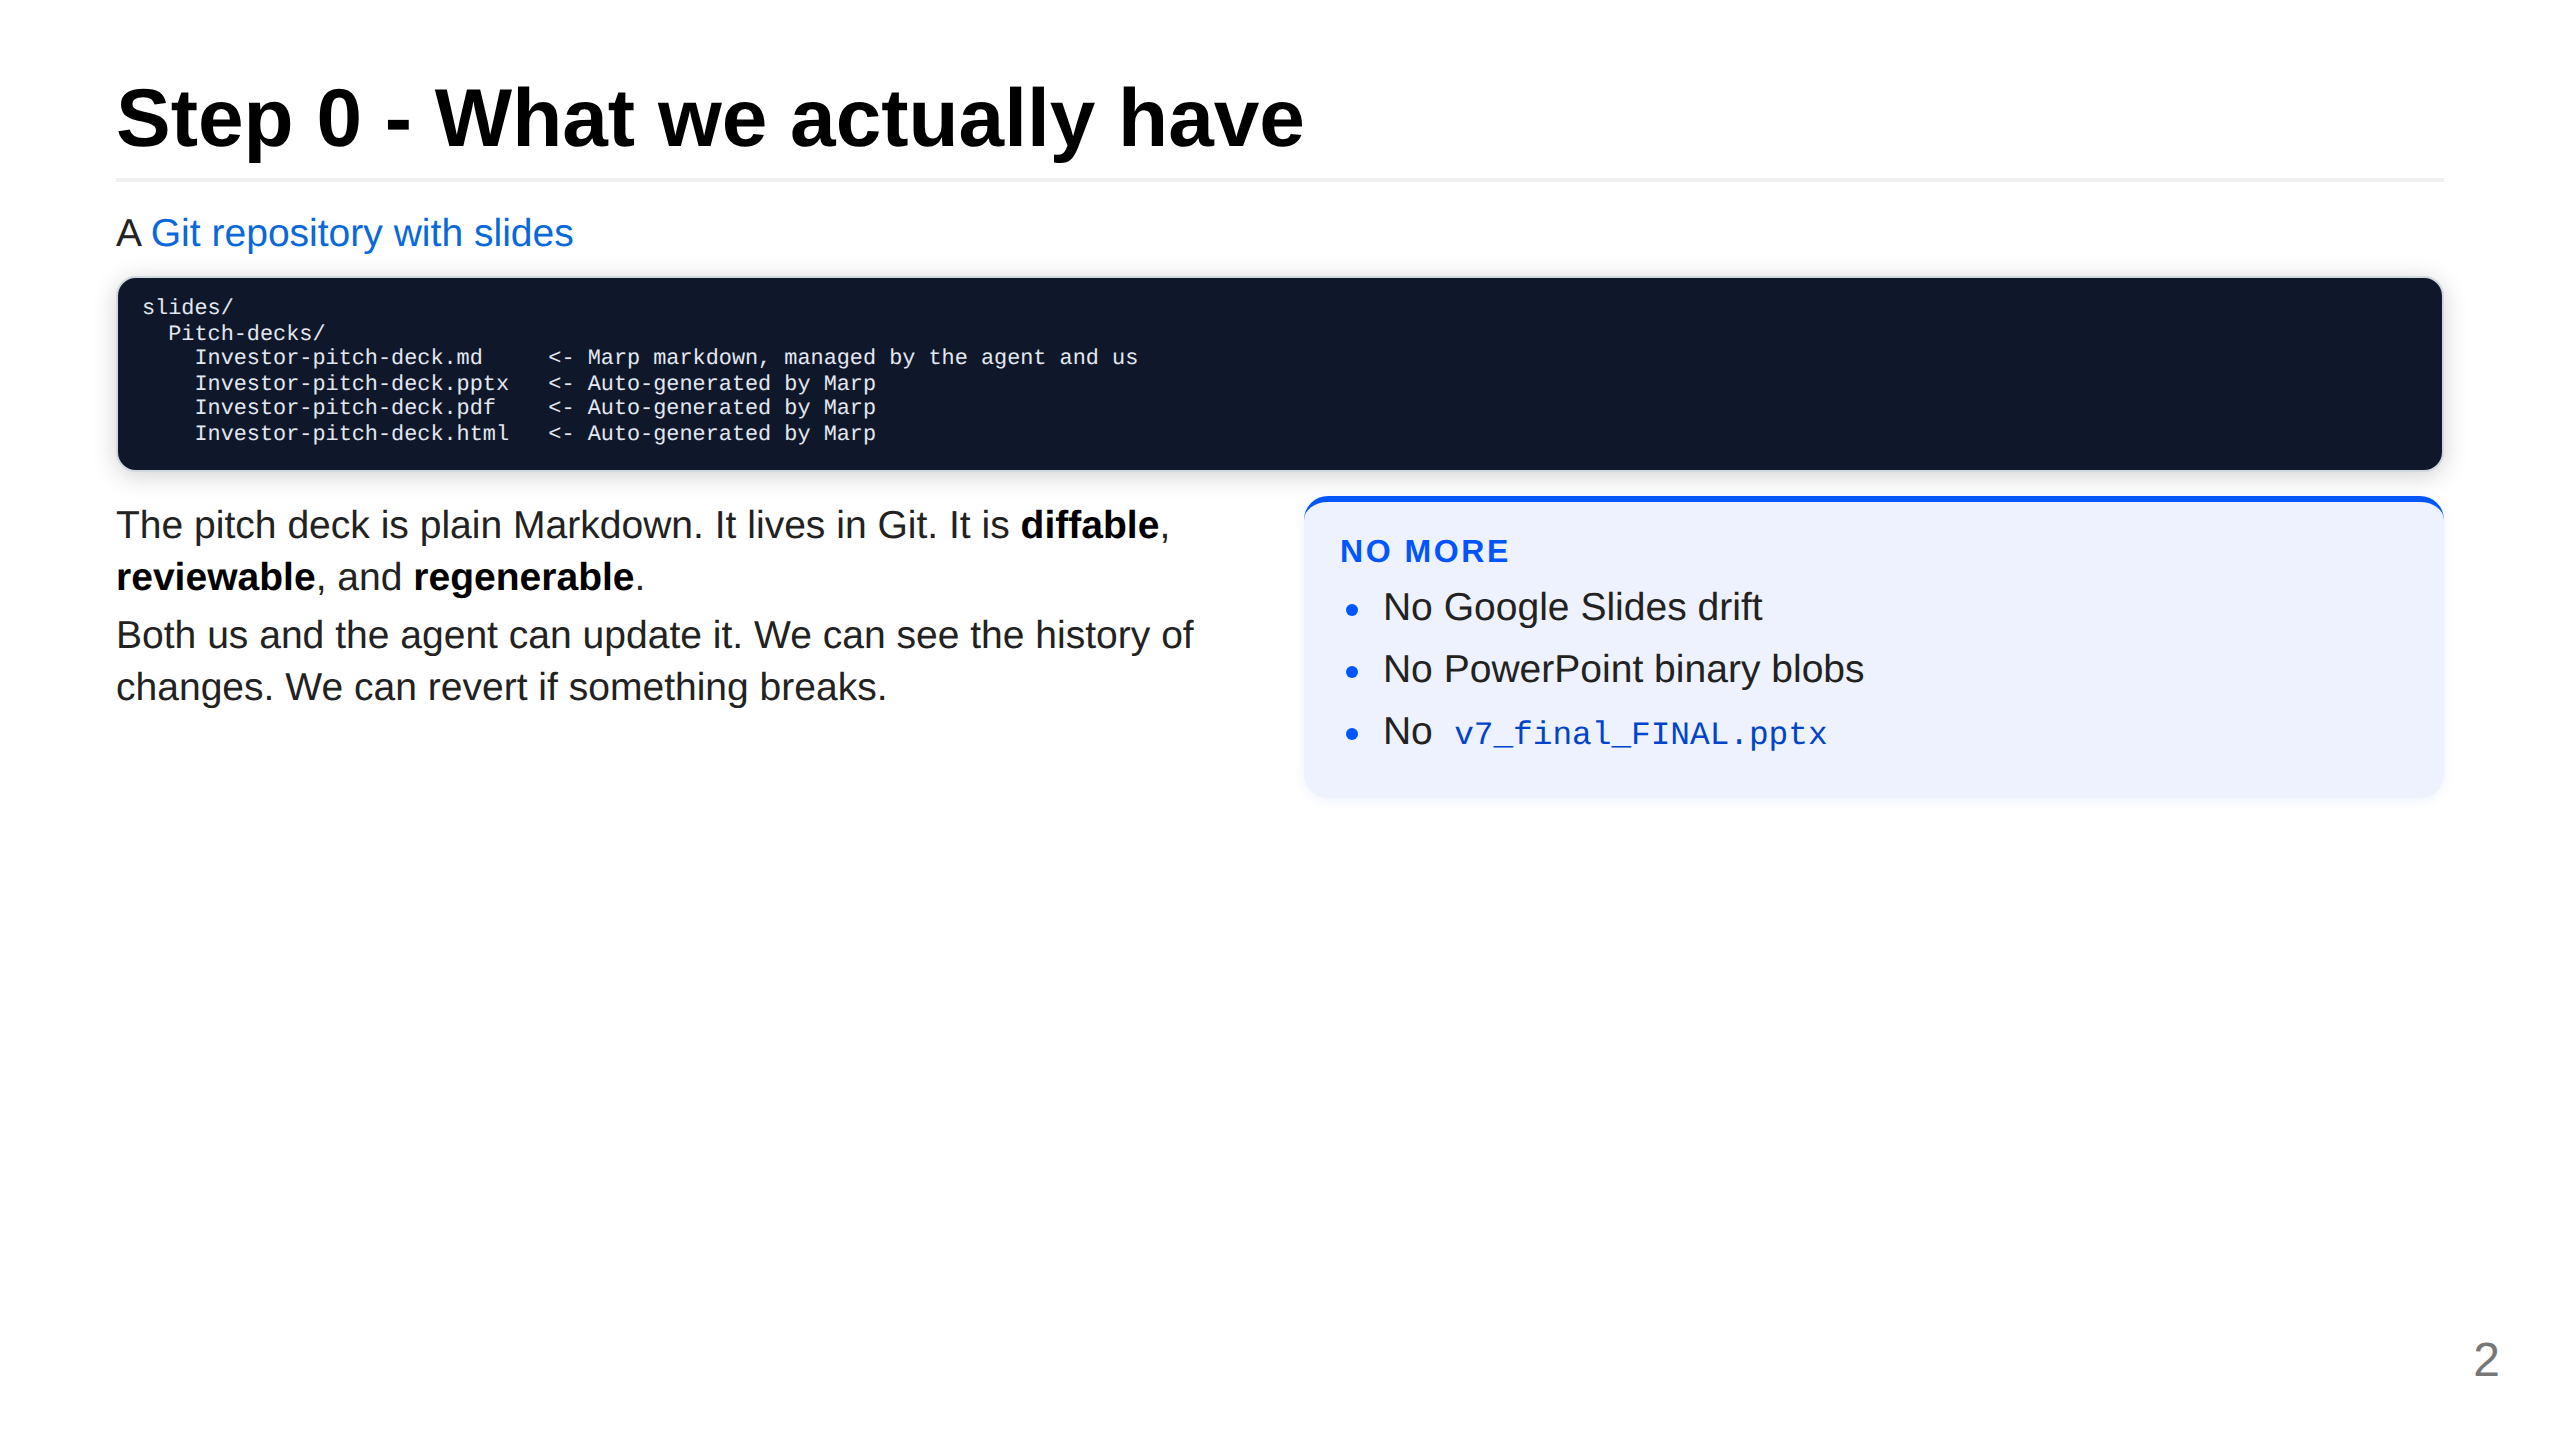 Step 0 - What we actually have
A Git repository with slides
slides/
  Pitch-decks/
    Investor-pitch-deck.md     <- Marp markdown, managed by the agent and us
    Investor-pitch-deck.pptx   <- Auto-generated by Marp
    Investor-pitch-deck.pdf    <- Auto-generated by Marp
    Investor-pitch-deck.html   <- Auto-generated by Marp
The pitch deck is plain Markdown. It lives in Git. It is diffable,
reviewable, and regenerable.
Both us and the agent can update it. We can see the history of
changes. We can revert if something breaks.
NO MORE
• No Google Slides drift
• No PowerPoint binary blobs
• No v7_final_FINAL.pptx
2